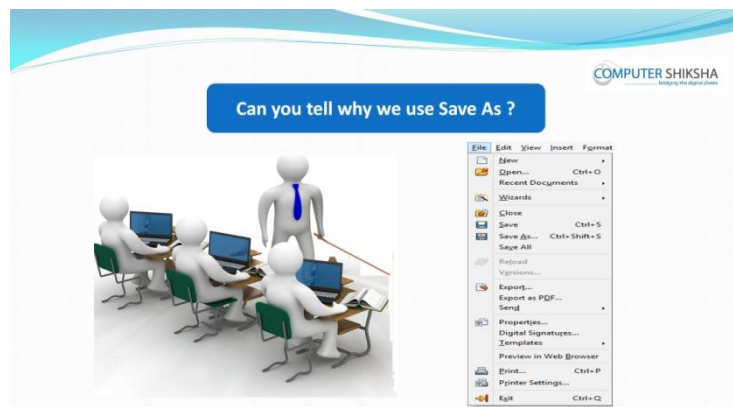 COMPUTER SHIKSHA
bridging the digital divide
Can you tell why we use Save As ?
File Edit View Insert Format
New
Open... Ctrl+O
Recent Documents
Wizards
Close
Save Ctrl+S
Save As... Ctrl+Shift+S
Save All
Reload
Versions...
Export...
Export as PDF...
Send
Properties...
Digital Signatures...
Templates
Preview in Web Browser
Print... Ctrl+P
Printer Settings...
Exit Ctrl+Q